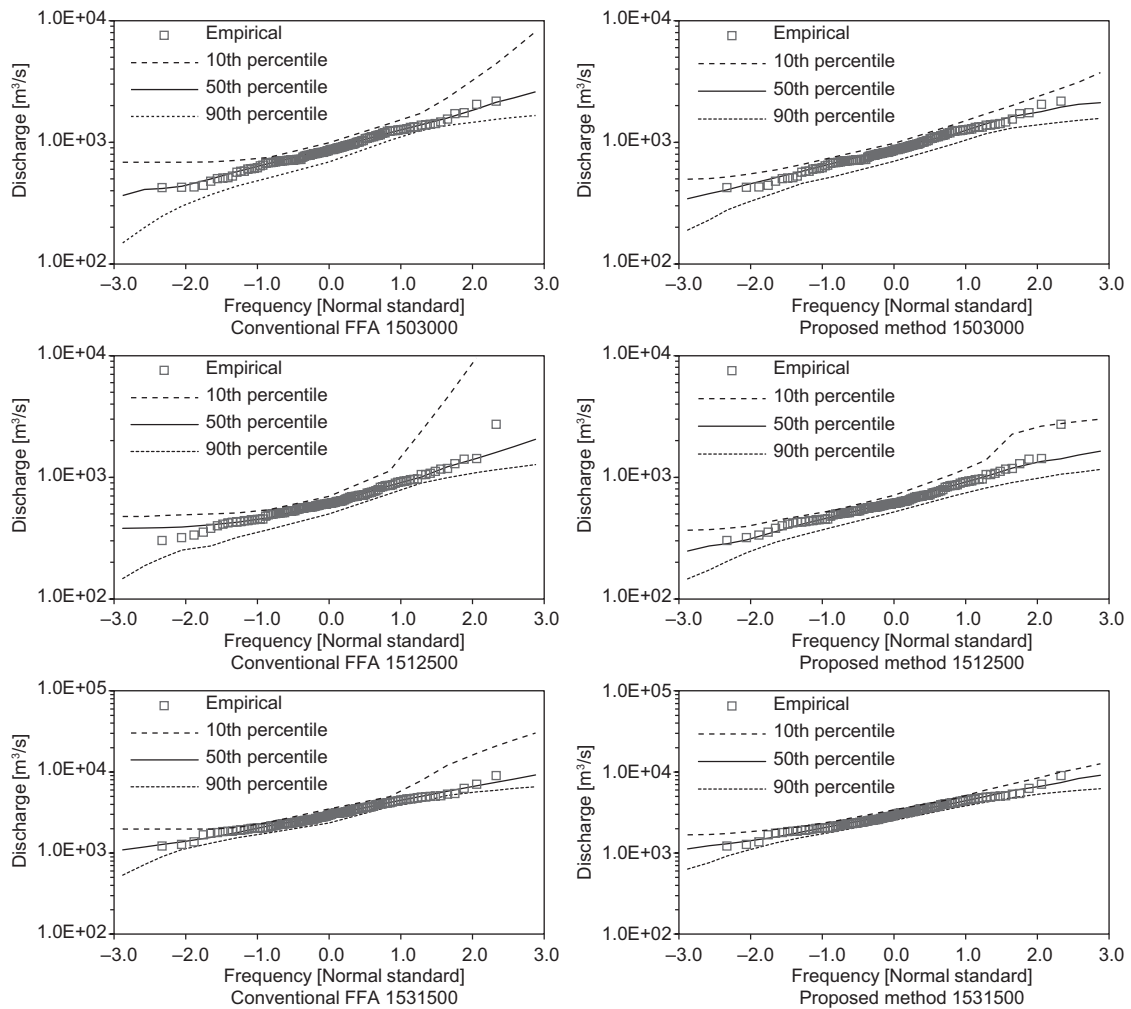 1.0E+04
1.0E+03
1.0E+02
Discharge [m³/s]
Empirical
10th percentile
50th percentile
90th percentile
–3.0 –2.0 –1.0 0.0 1.0 2.0 3.0
Frequency [Normal standard]
Conventional FFA 1503000
1.0E+04
1.0E+03
1.0E+02
Discharge [m³/s]
Empirical
10th percentile
50th percentile
90th percentile
–3.0 –2.0 –1.0 0.0 1.0 2.0 3.0
Frequency [Normal standard]
Proposed method 1503000
1.0E+04
1.0E+03
1.0E+02
Discharge [m³/s]
Empirical
10th percentile
50th percentile
90th percentile
–3.0 –2.0 –1.0 0.0 1.0 2.0 3.0
Frequency [Normal standard]
Conventional FFA 1512500
1.0E+04
1.0E+03
1.0E+02
Discharge [m³/s]
Empirical
10th percentile
50th percentile
90th percentile
–3.0 –2.0 –1.0 0.0 1.0 2.0 3.0
Frequency [Normal standard]
Proposed method 1512500
1.0E+05
1.0E+04
1.0E+03
1.0E+02
Discharge [m³/s]
Empirical
10th percentile
50th percentile
90th percentile
–3.0 –2.0 –1.0 0.0 1.0 2.0 3.0
Frequency [Normal standard]
Conventional FFA 1531500
1.0E+05
1.0E+04
1.0E+03
1.0E+02
Discharge [m³/s]
Empirical
10th percentile
50th percentile
90th percentile
–3.0 –2.0 –1.0 0.0 1.0 2.0 3.0
Frequency [Normal standard]
Proposed method 1531500